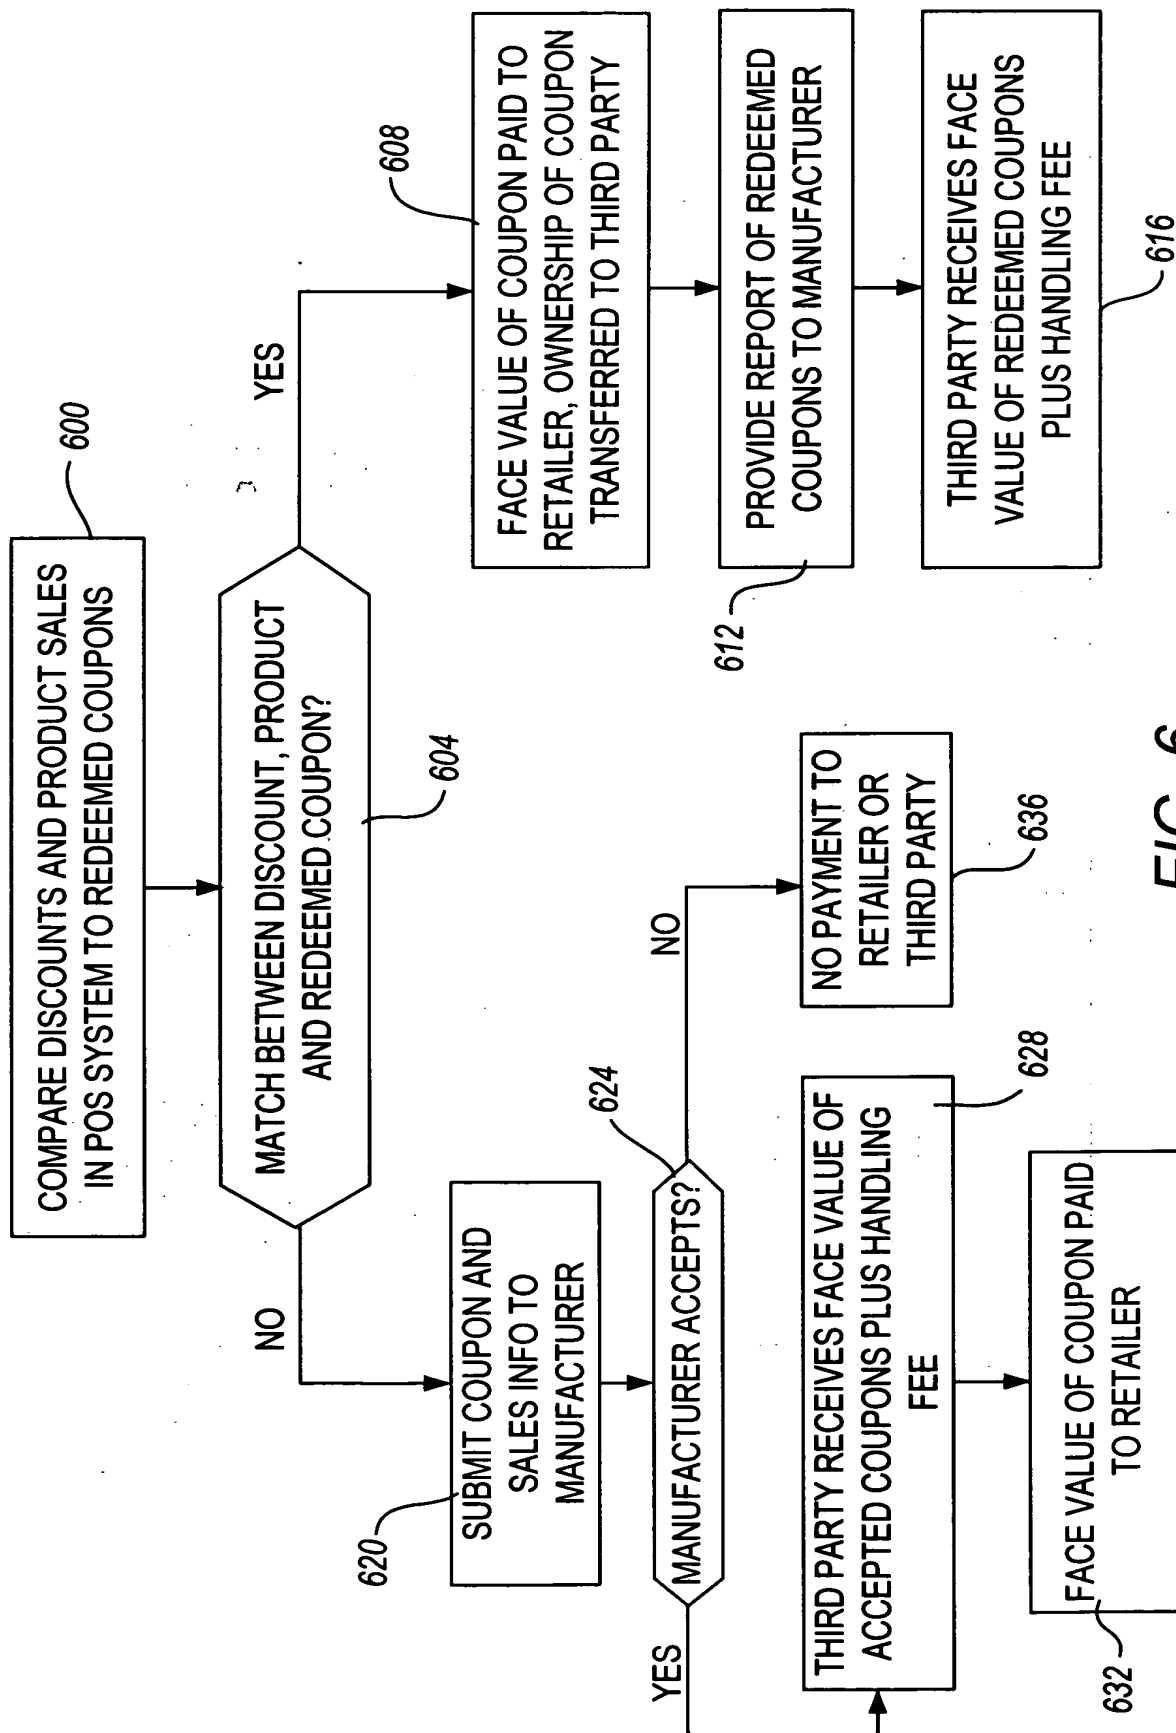 COMPARE DISCOUNTS AND PRODUCT SALES
IN POS SYSTEM TO REDEEMED COUPONS
600
MATCH BETWEEN DISCOUNT, PRODUCT
AND REDEEMED COUPON?
604
NO
YES
SUBMIT COUPON AND
SALES INFO TO
MANUFACTURER
620
FACE VALUE OF COUPON PAID TO
RETAILER, OWNERSHIP OF COUPON
TRANSFERRED TO THIRD PARTY
608
MANUFACTURER ACCEPTS?
624
PROVIDE REPORT OF REDEEMED
COUPONS TO MANUFACTURER
612
YES
NO
THIRD PARTY RECEIVES FACE VALUE OF
ACCEPTED COUPONS PLUS HANDLING
FEE
628
NO PAYMENT TO
RETAILER OR
THIRD PARTY
636
THIRD PARTY RECEIVES FACE
VALUE OF REDEEMED COUPONS
PLUS HANDLING FEE
616
FACE VALUE OF COUPON PAID
TO RETAILER
632
FIG. 6